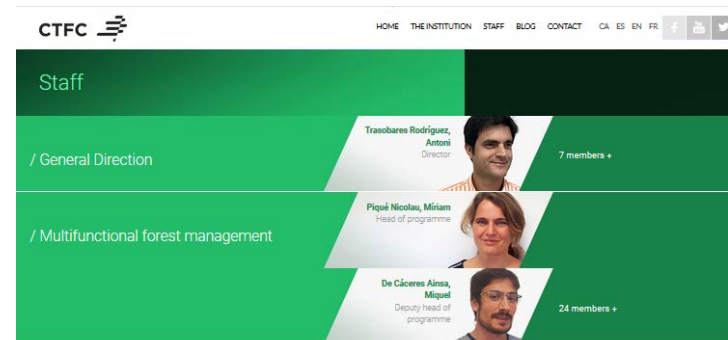 CTFC
HOME THE INSTITUTION STAFF BLOG CONTACT CA ES EN FR
f You Tube
Staff
/ General Direction
Trasobares Rodríguez,
Antoni
Director
7 members +
/ Multifunctional forest management
Piqué Nicolau, Míriam
Head of programme
De Cáceres Ainsa,
Miquel
Deputy head of
programme
24 members +